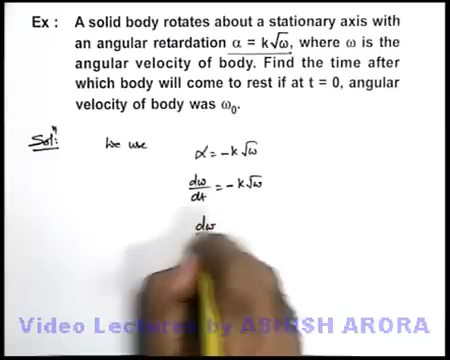 Ex : A solid body rotates about a stationary axis with
an angular retardation α = k√ω, where ω is the
angular velocity of body. Find the time after
which body will come to rest if at t = 0, angular
velocity of body was ω₀.
Solⁿ: We use
α = -k√ω
dω/dt = -k√ω
dω
Video Lectures by ASHISH ARORA